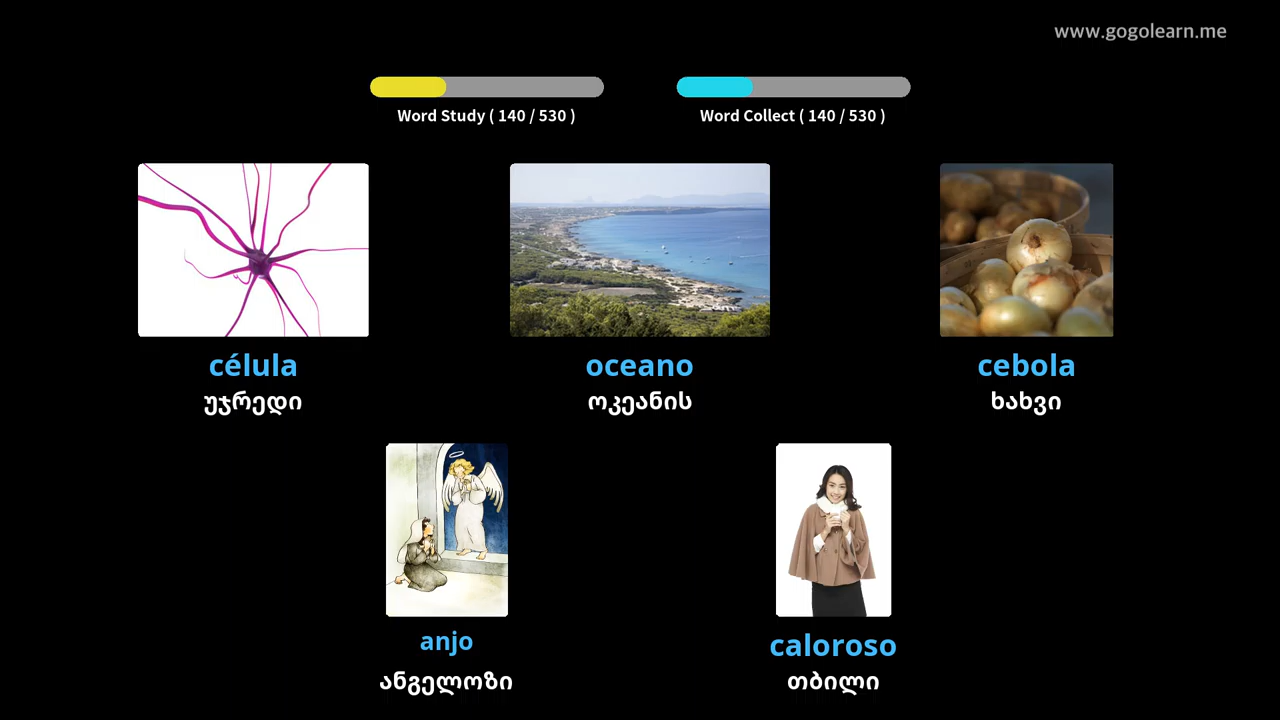 www.gogolearn.me
Word Study ( 140 / 530 )
Word Collect ( 140 / 530 )
célula
oceano
cebola
უჯრედი
ოკეანის
ხახვი
anjo
caloroso
ანგელოზი
თბილი